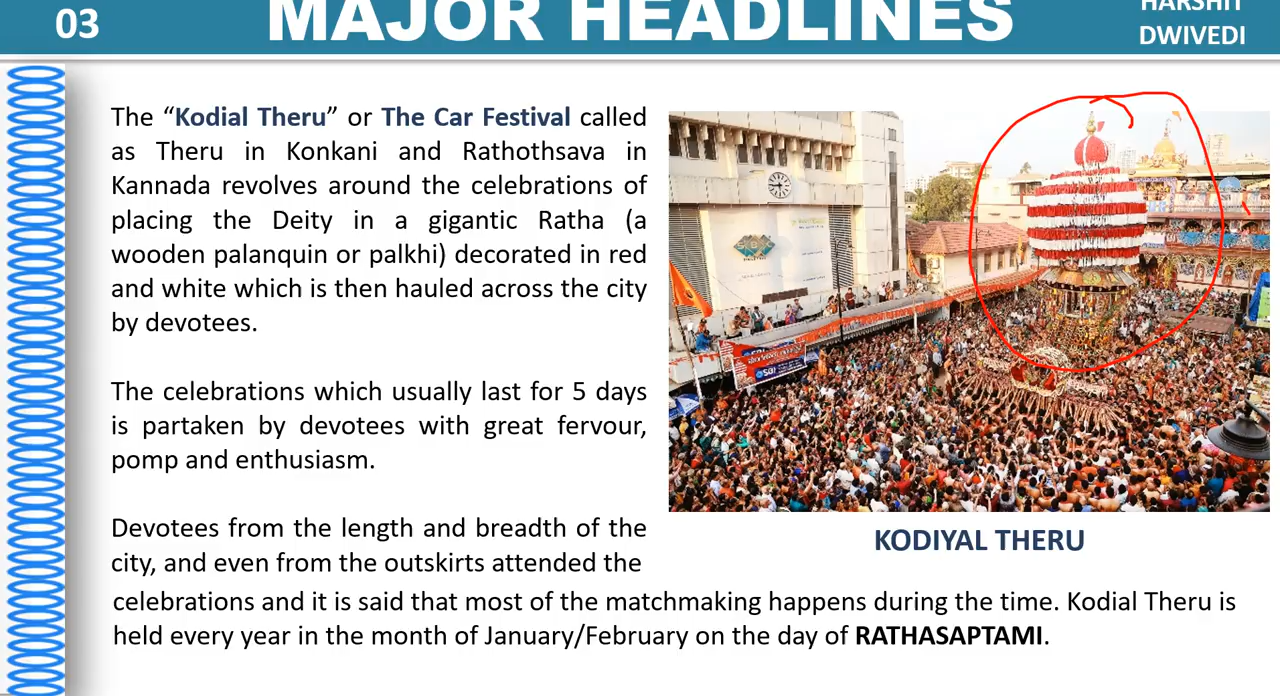 03
MAJOR HEADLINES
HARSHIT
DWIVEDI
The “Kodial Theru” or The Car Festival called
as Theru in Konkani and Rathothsava in
Kannada revolves around the celebrations of
placing the Deity in a gigantic Ratha (a
wooden palanquin or palkhi) decorated in red
and white which is then hauled across the city
by devotees.
The celebrations which usually last for 5 days
is partaken by devotees with great fervour,
pomp and enthusiasm.
Devotees from the length and breadth of the
city, and even from the outskirts attended the
celebrations and it is said that most of the matchmaking happens during the time. Kodial Theru is
held every year in the month of January/February on the day of RATHASAPTAMI.
KODIYAL THERU